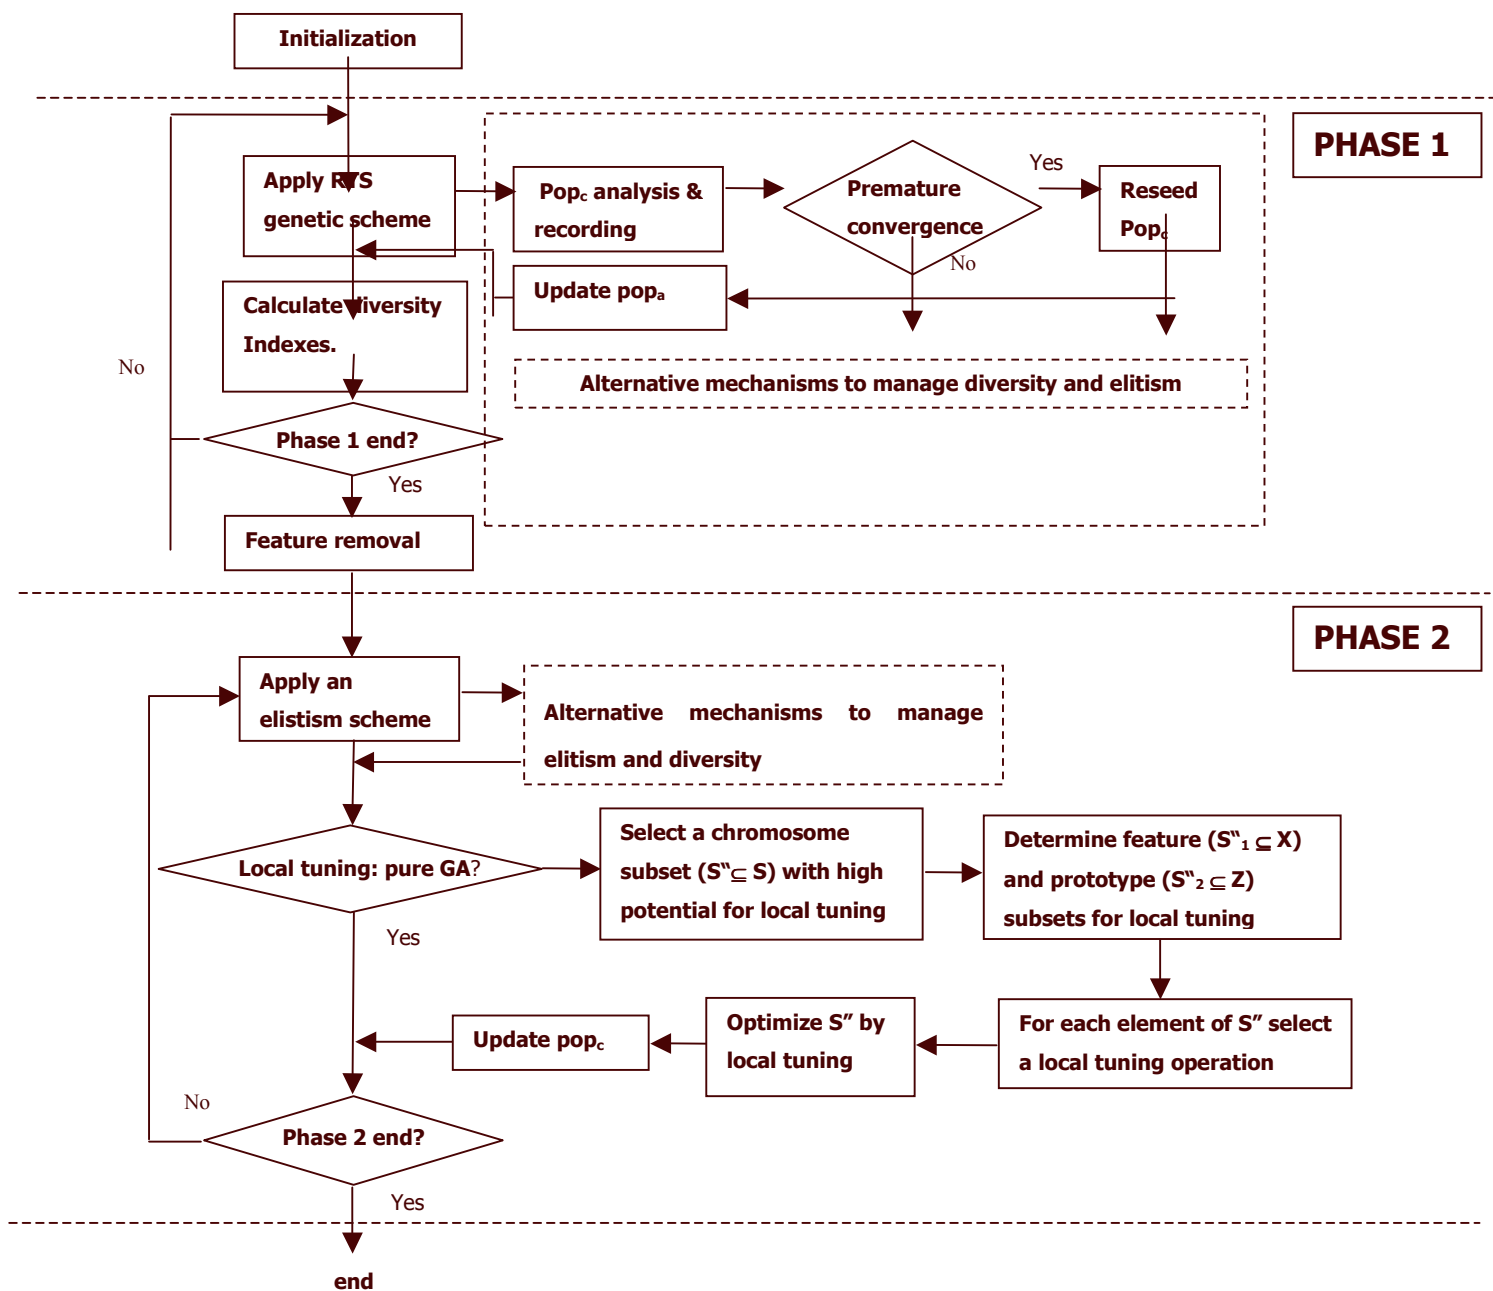 Initialization
PHASE 1
Apply RTS
genetic scheme
Popc analysis &
recording
Premature
convergence
Yes
No
Reseed
Popc
Update popa
Calculate diversity
Indexes.
Alternative mechanisms to manage diversity and elitism
No
Phase 1 end?
Yes
Feature removal
PHASE 2
Apply an
elistism scheme
Alternative mechanisms to manage
elitism and diversity
Local tuning: pure GA?
Yes
Select a chromosome
subset (S‟ ⊆ S) with high
potential for local tuning
Determine feature (S‟1 ⊆ X)
and prototype (S‟2 ⊆ Z)
subsets for local tuning
For each element of S″ select
a local tuning operation
Optimize S″ by
local tuning
Update popc
No
Phase 2 end?
Yes
end